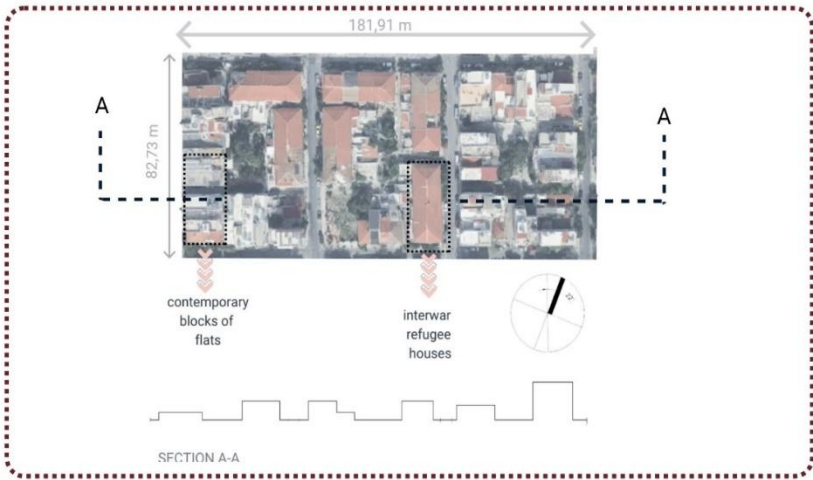 181,91 m
82,73 m
A
A
contemporary
blocks of
flats
interwar
refugee
houses
SECTION A-A